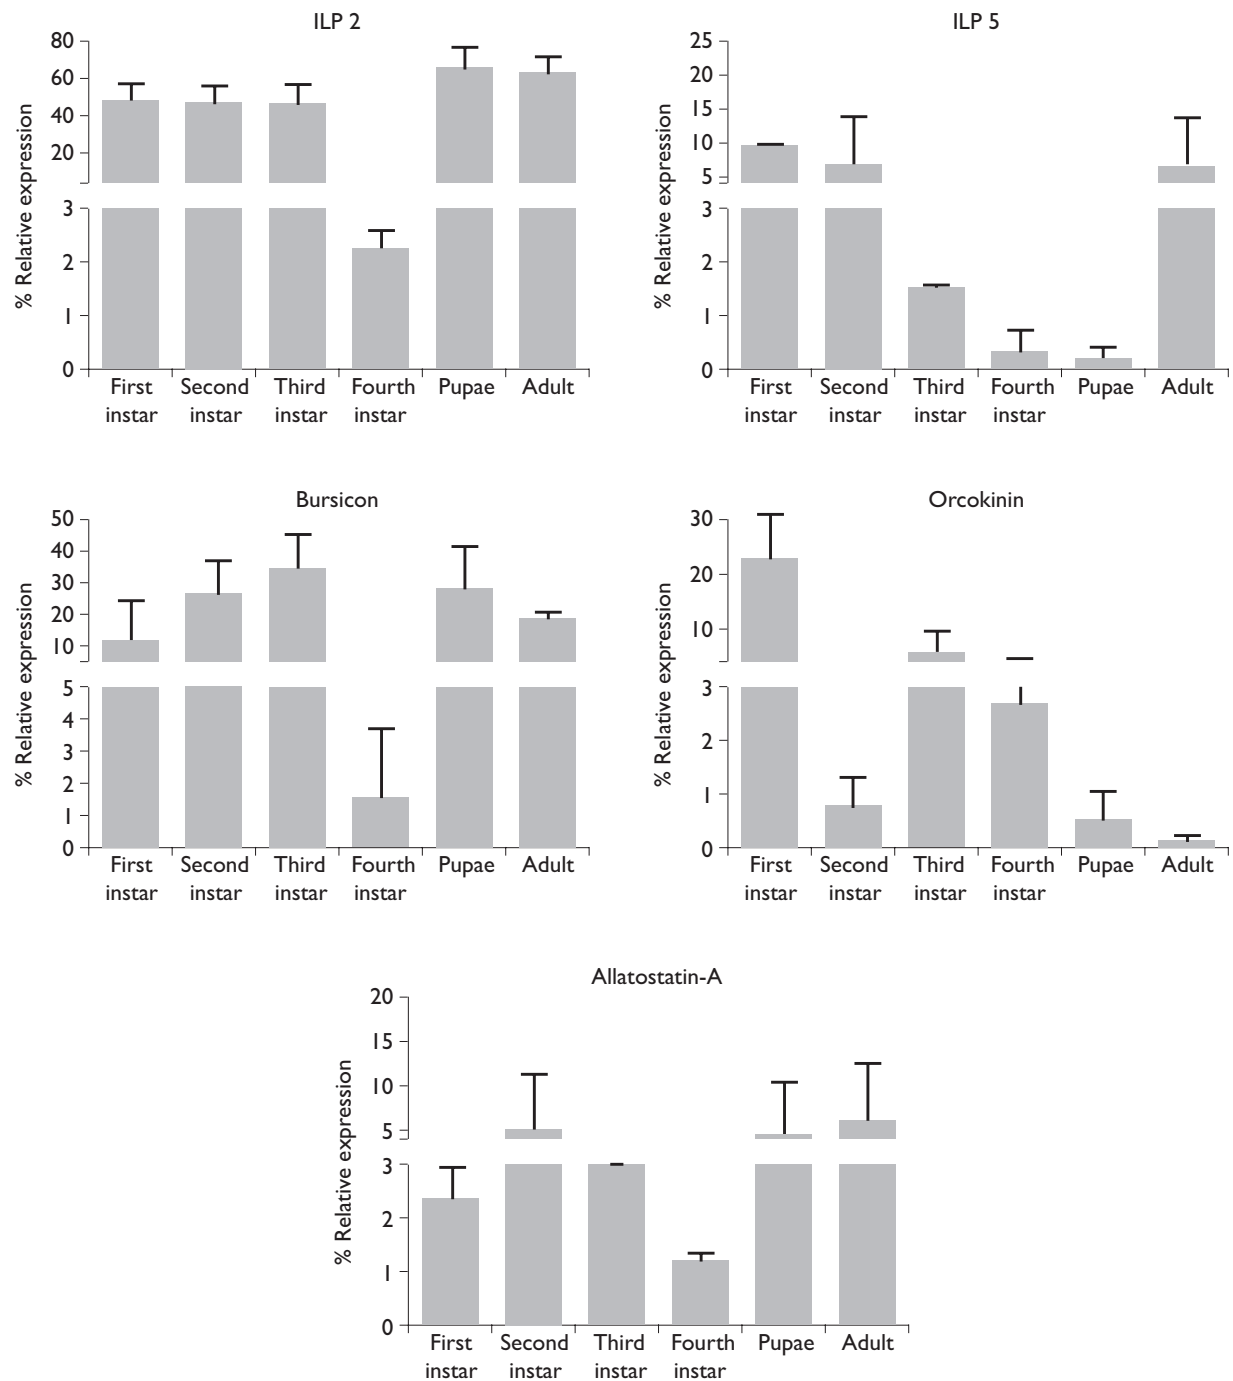 ILP 2
80
60
40
20
3
2
1
0
% Relative expression
First instar
Second instar
Third instar
Fourth instar
Pupae
Adult
ILP 5
25
20
15
10
5
3
2
1
0
% Relative expression
First instar
Second instar
Third instar
Fourth instar
Pupae
Adult
Bursicon
50
40
30
20
10
5
4
3
2
1
0
% Relative expression
First instar
Second instar
Third instar
Fourth instar
Pupae
Adult
Orcokinin
30
20
10
3
2
1
0
% Relative expression
First instar
Second instar
Third instar
Fourth instar
Pupae
Adult
Allatostatin-A
20
15
10
5
3
2
1
0
% Relative expression
First instar
Second instar
Third instar
Fourth instar
Pupae
Adult